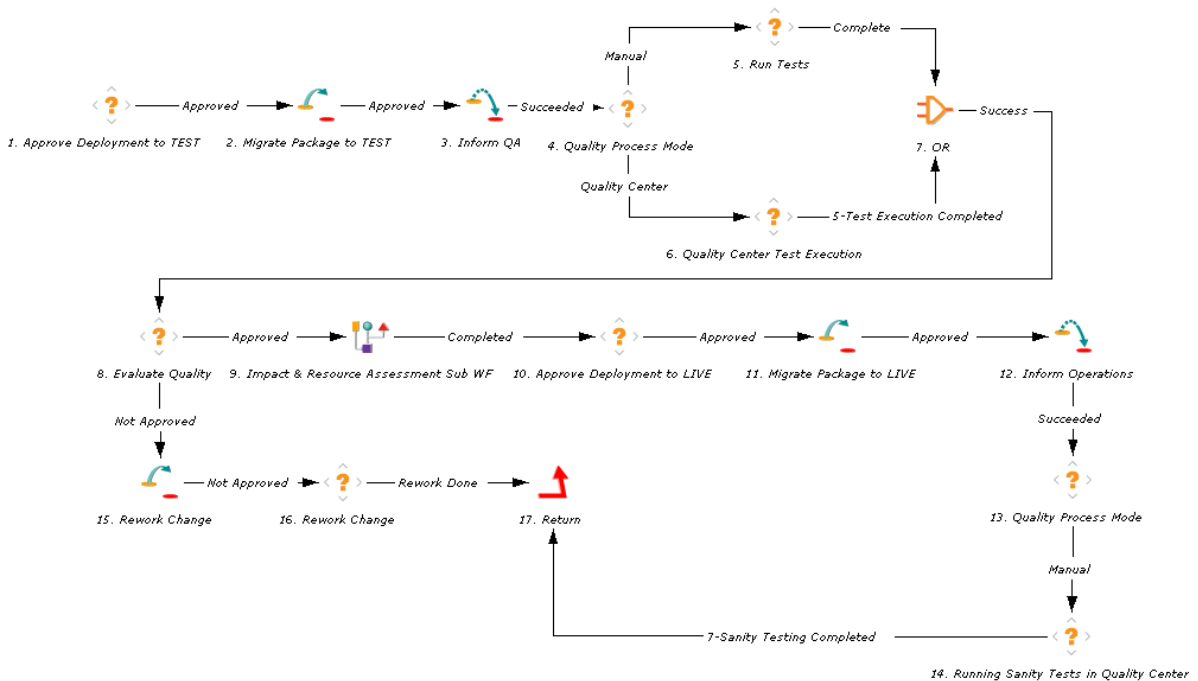 Complete
Manual
5. Run Tests
Approved
Approved
Succeeded
Success
1. Approve Deployment to TEST
2. Migrate Package to TEST
3. Inform QA
4. Quality Process Mode
7. OR
Quality Center
5-Test Execution Completed
6. Quality Center Test Execution
Approved
Completed
Approved
Approved
8. Evaluate Quality
9. Impact & Resource Assessment Sub WF
10. Approve Deployment to LIVE
11. Migrate Package to LIVE
12. Inform Operations
Not Approved
Succeeded
Not Approved
Rework Done
15. Rework Change
16. Rework Change
17. Return
13. Quality Process Mode
Manual
7-Sanity Testing Completed
14. Running Sanity Tests in Quality Center